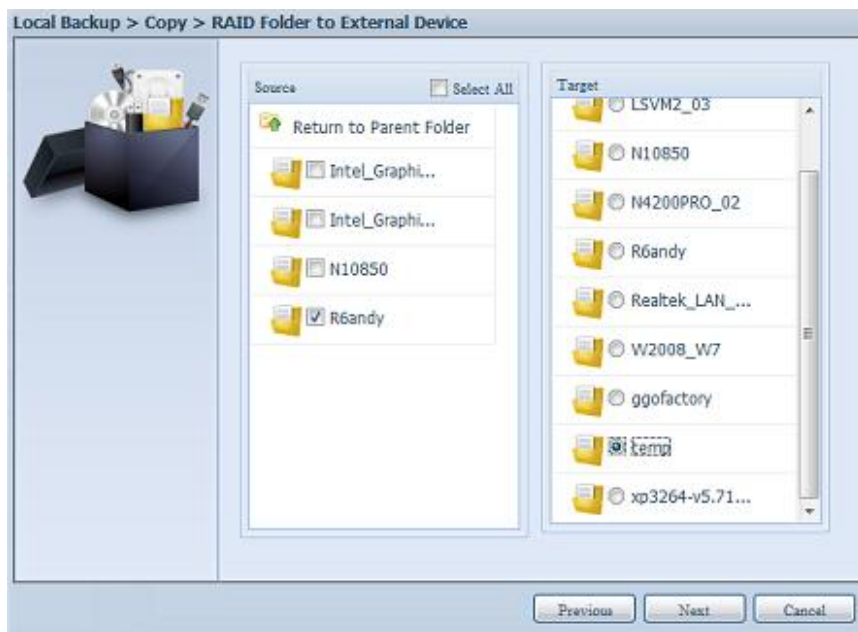 Local Backup > Copy > RAID Folder to External Device
Source
Select All
Return to Parent Folder
Intel_Graphi...
Intel_Graphi...
N10850
R6andy
Target
LSVM2_03
N10850
N4200PRO_02
R6andy
Realtek_LAN_...
W2008_W7
ggofactory
temp
xp3264-v5.71...
Previous
Next
Cancel